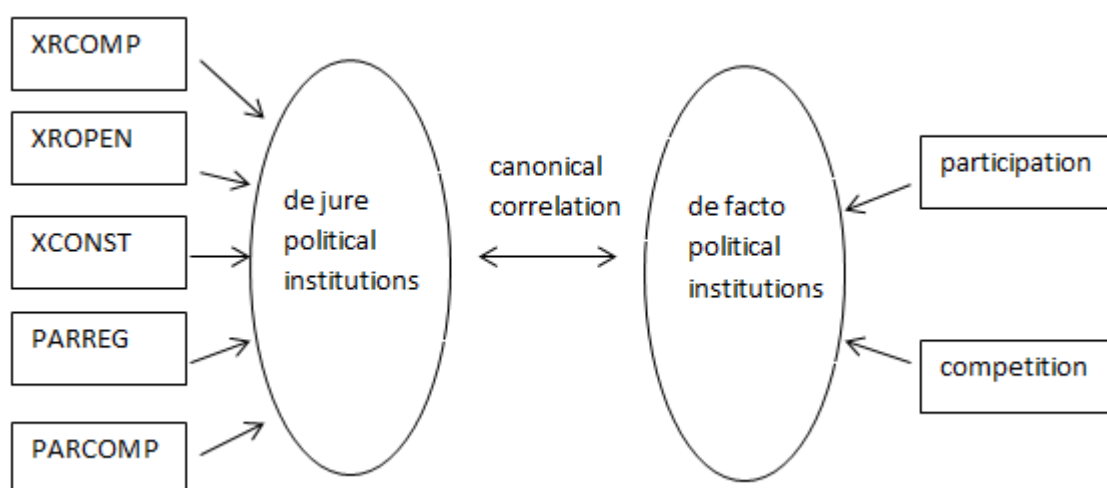 XRCOMP
XROPEN
XCONST
PARREG
PARCOMP
de jure
political
institutions
canonical
correlation
de facto
political
institutions
participation
competition